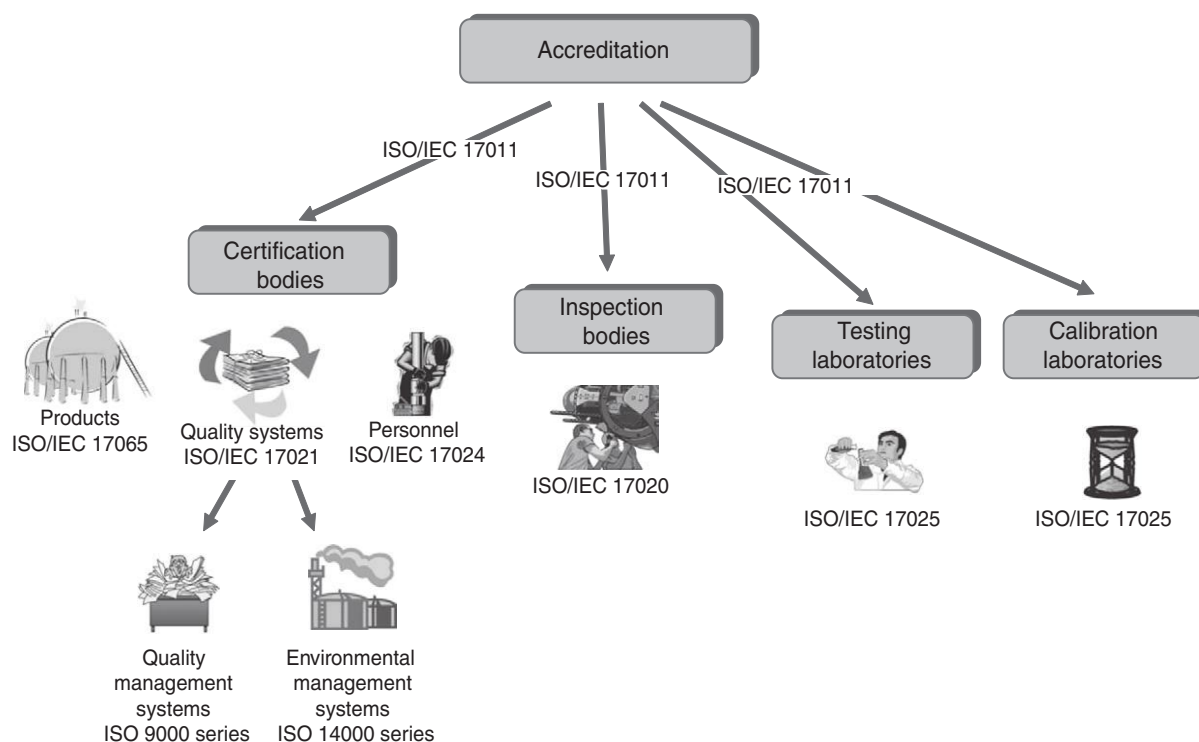 Accreditation
ISO/IEC 17011
ISO/IEC 17011
ISO/IEC 17011
Certification
bodies
Inspection
bodies
Testing
laboratories
Calibration
laboratories
Products
ISO/IEC 17065
Quality systems
ISO/IEC 17021
Personnel
ISO/IEC 17024
ISO/IEC 17020
ISO/IEC 17025
ISO/IEC 17025
Quality
management
systems
ISO 9000 series
Environmental
management
systems
ISO 14000 series